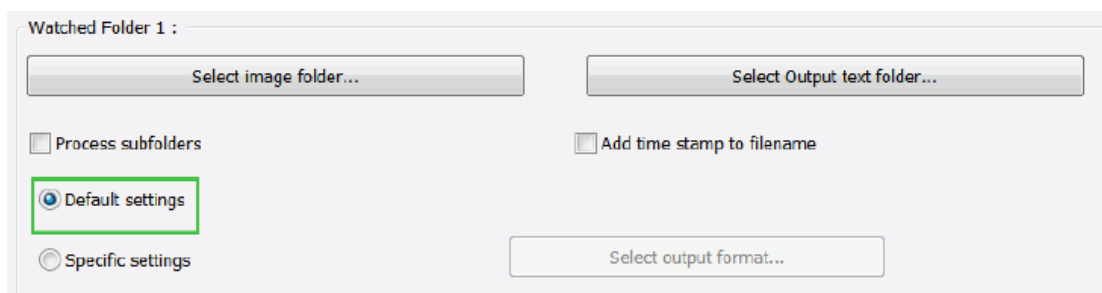 Watched Folder 1 :
Select image folder... Select Output text folder...
Process subfolders Add time stamp to filename
Default settings
Specific settings Select output format...